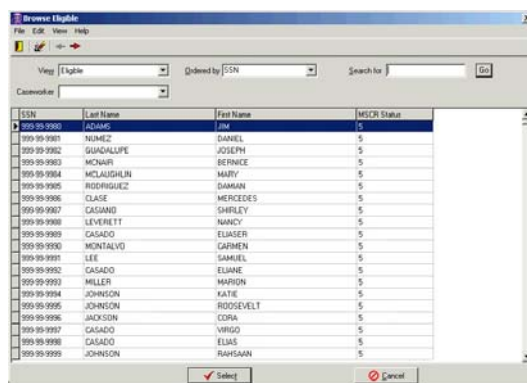 Browse Eligible
File Edit View Help
View Eligible Ordered by SSN Search for Go
Caseworker
SSN Last Name First Name MSCR Status
999-99-9980 ADAMS JIM 5
999-99-9981 NUMEZ DANIEL 5
999-99-9982 GUADALUPE JOSEPH 5
999-99-9983 MCNAIR BERNICE 5
999-99-9984 MCLAUGHLIN MARY 5
999-99-9985 RODRIGUEZ DAMIAN 5
999-99-9986 CLASE MERCEDES 5
999-99-9987 CASIANO SHIRLEY 5
999-99-9988 LEVERETT NANCY 5
999-99-9989 CASADO ELIASER 5
999-99-9990 MONTALVO CARMEN 5
999-99-9991 LEE SAMUEL 5
999-99-9992 CASADO ELIANE 5
999-99-9993 MILLER MARION 5
999-99-9994 JOHNSON KATIE 5
999-99-9995 JOHNSON ROOSEVELT 5
999-99-9996 JACKSON CORA 5
999-99-9997 CASADO VIRGO 5
999-99-9998 CASADO ELIAS 5
999-99-9999 JOHNSON RAHSAAN 5
Select Cancel